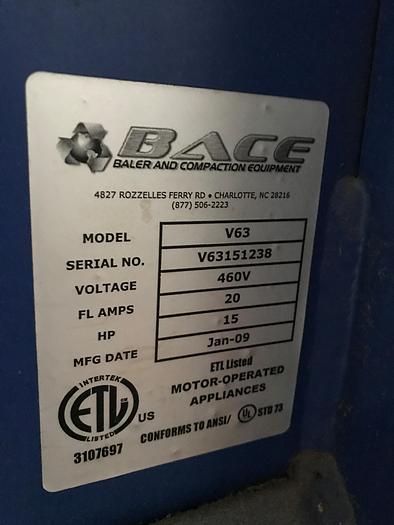 BACE
BALER AND COMPACTION EQUIPMENT
4827 ROZZELLES FERRY RD • CHARLOTTE, NC 28216
(877) 506-2223
MODEL V63
SERIAL NO. V63151238
VOLTAGE 460V
FL AMPS 20
HP 15
MFG DATE Jan-09
ETL Listed
MOTOR-OPERATED
APPLIANCES
INTERTEK
ETL US
LISTED
3107697
CONFORMS TO ANSI/ UL STD 73